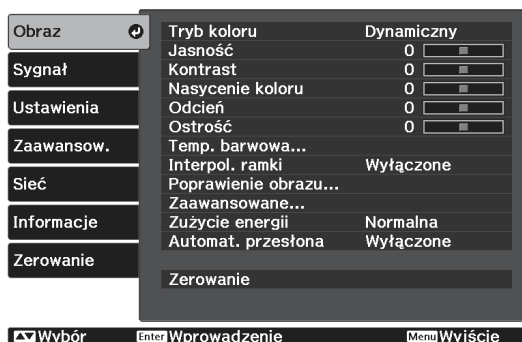 Obraz
Sygnał
Ustawienia
Zaawansow.
Sieć
Informacje
Zerowanie
Tryb koloru Dynamiczny
Jasność 0
Kontrast 0
Nasycenie koloru 0
Odcień 0
Ostrość 0
Temp. barwowa...
Interpol. ramki Wyłączone
Poprawienie obrazu...
Zaawansowane...
Zużycie energii Normalna
Automat. przesłona Wyłączone
Zerowanie
Wybór Enter Wprowadzenie Menu Wyjście